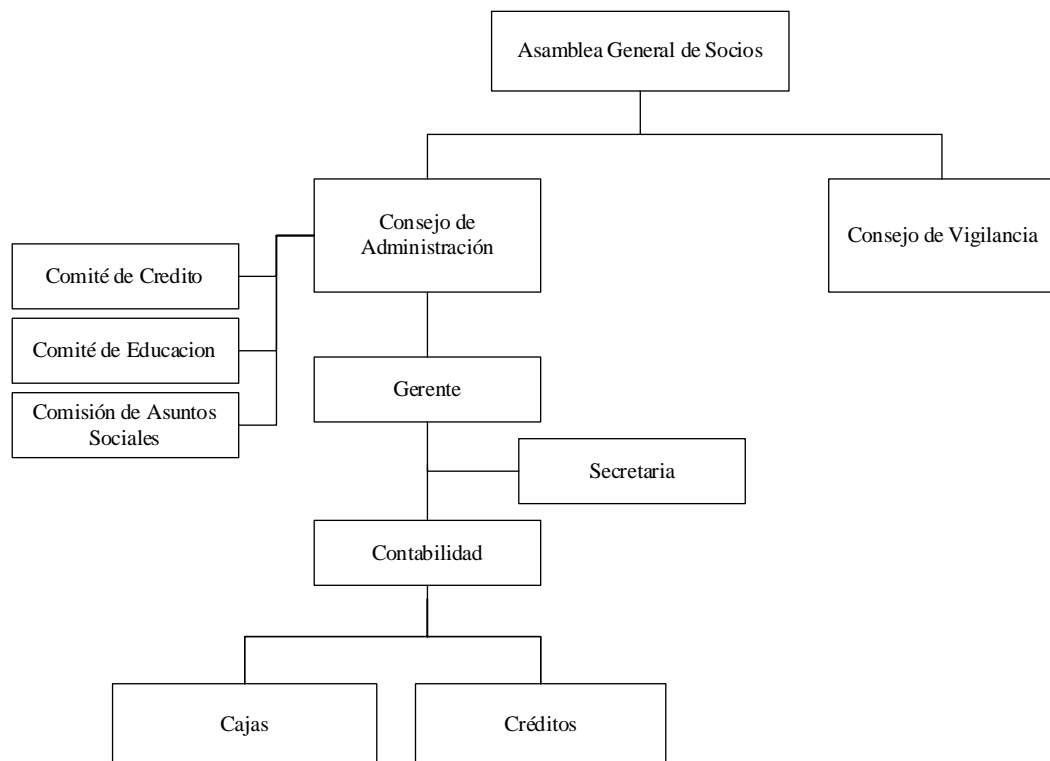 Asamblea General de Socios
Consejo de
Administración
Consejo de Vigilancia
Comité de Credito
Comité de Educacion
Comisión de Asuntos
Sociales
Gerente
Secretaria
Contabilidad
Cajas
Créditos